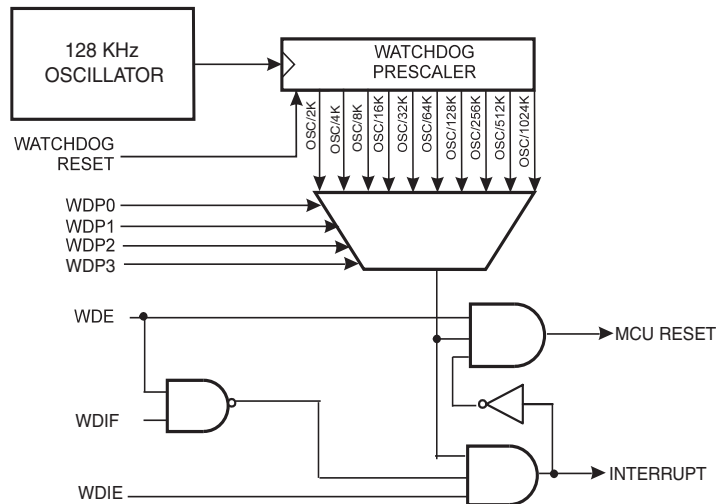 128 KHz
OSCILLATOR
WATCHDOG
PRESCALER
OSC/2K
OSC/4K
OSC/8K
OSC/16K
OSC/32K
OSC/64K
OSC/128K
OSC/256K
OSC/512K
OSC/1024K
WATCHDOG
RESET
WDP0
WDP1
WDP2
WDP3
WDE
MCU RESET
WDIF
INTERRUPT
WDIE